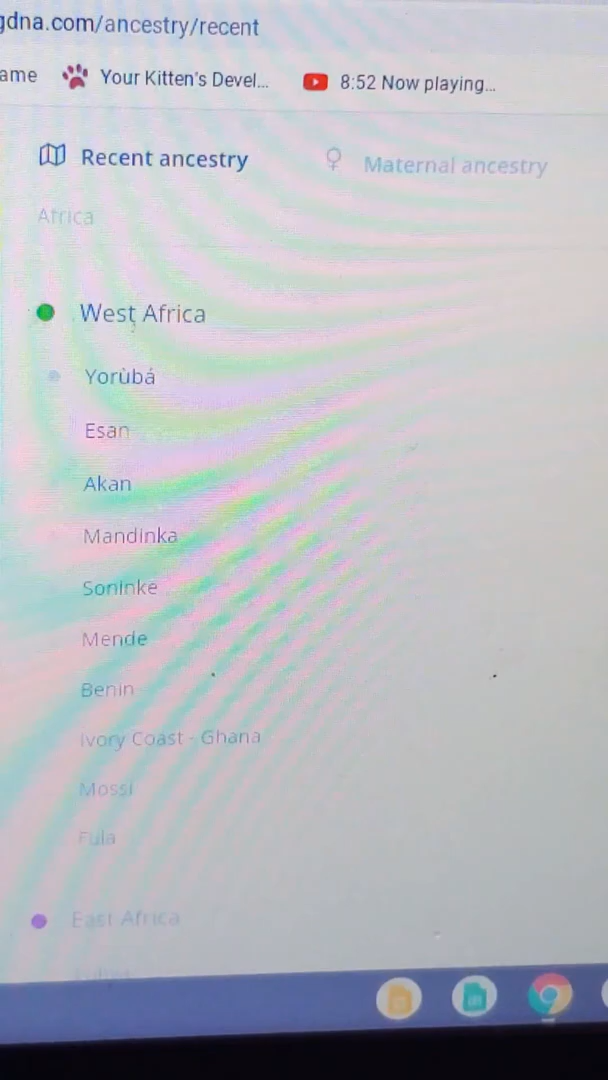 gdna.com/ancestry/recent
ame Your Kitten's Devel... 8:52 Now playing...
Recent ancestry Maternal ancestry
Africa
West Africa
Yorùbá
Esan
Akan
Mandinka
Soninke
Mende
Benin
Ivory Coast - Ghana
Mossi
Fula
East Africa